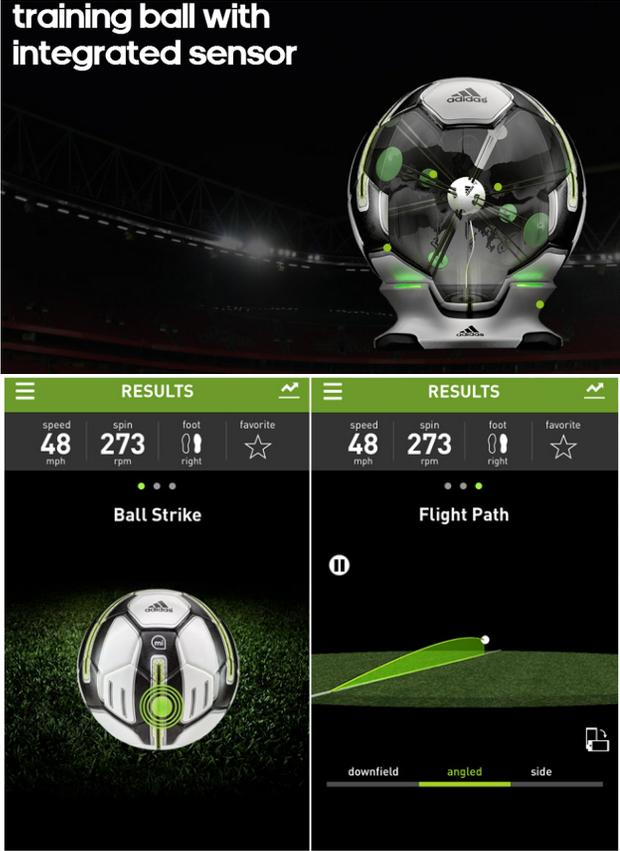 training ball with
integrated sensor
adidas
adidas
RESULTS
speed spin foot favorite
48 273
mph rpm right
Ball Strike
adidas
mi
RESULTS
speed spin foot favorite
48 273
mph rpm right
Flight Path
downfield angled side